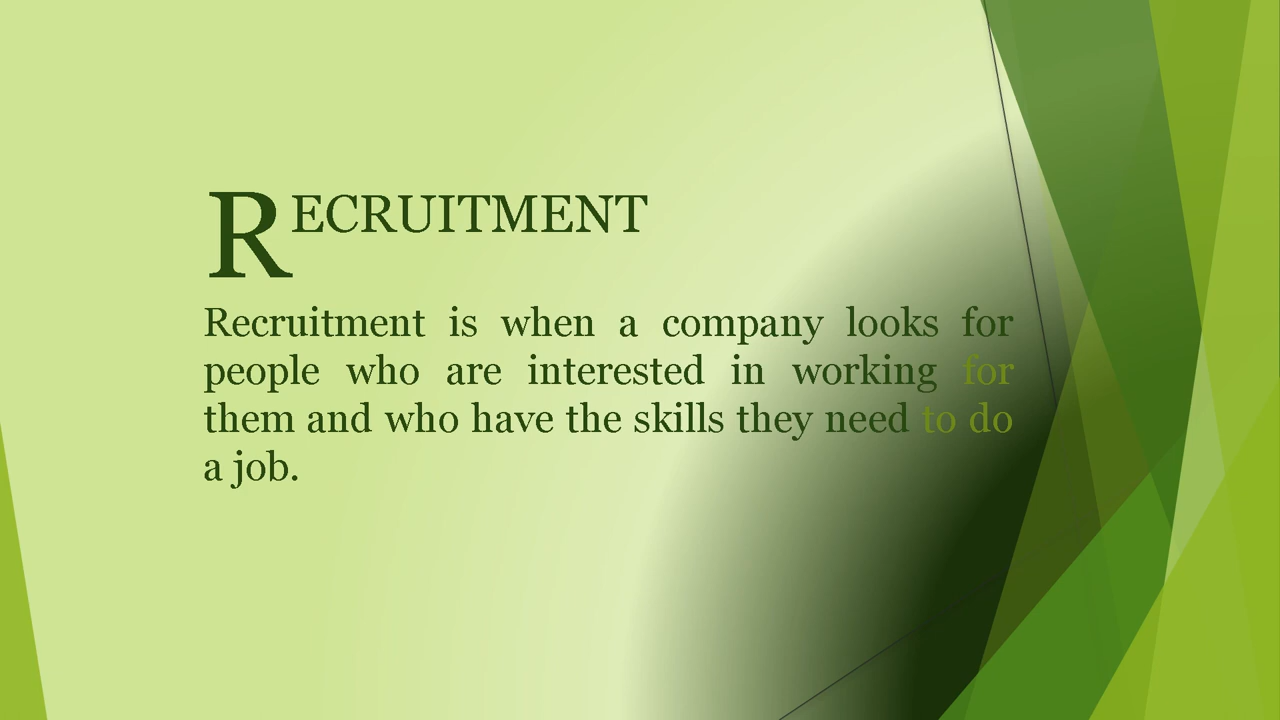 RECRUITMENT
Recruitment is when a company looks for
people who are interested in working for
them and who have the skills they need to do
a job.